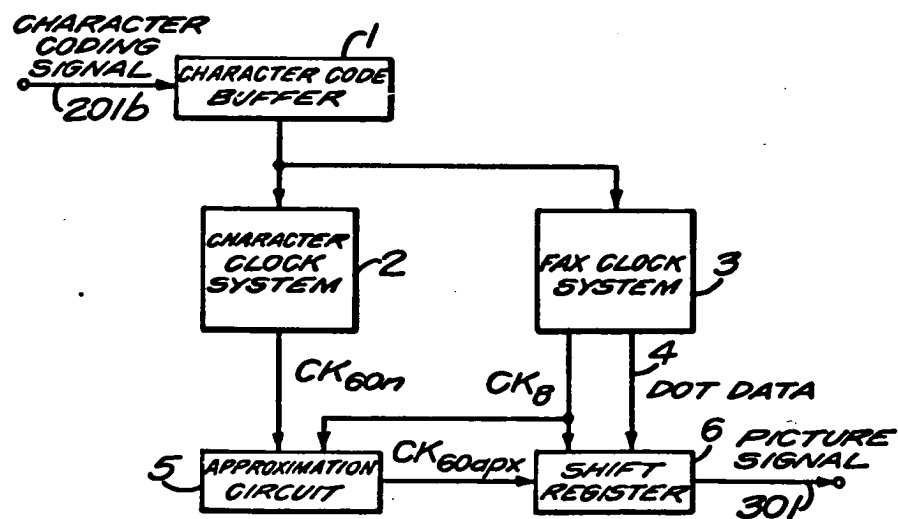 CHARACTER
CODING
SIGNAL
201b
1
CHARACTER CODE
BUFFER
CHARACTER
CLOCK
SYSTEM
2
FAX CLOCK
SYSTEM
3
CK60n
CK8
4
DOT DATA
5
APPROXIMATION
CIRCUIT
CK60apx
6
SHIFT
REGISTER
PICTURE
SIGNAL
301